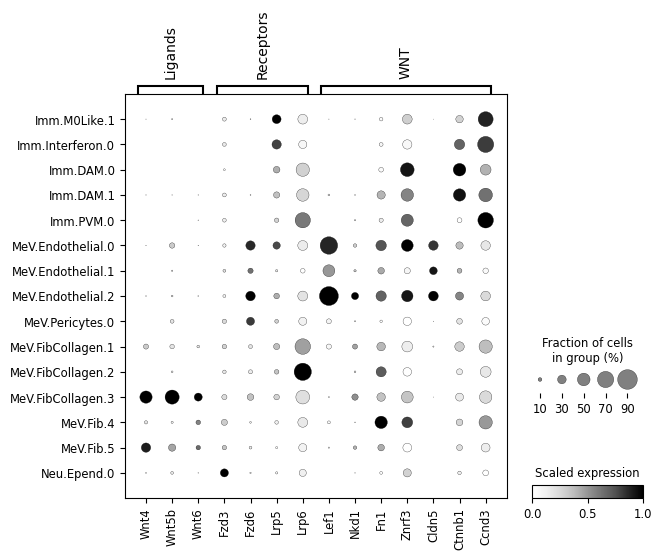 Ligands
Receptors
WNT
Imm.M0Like.1
Imm.Interferon.0
Imm.DAM.0
Imm.DAM.1
Imm.PVM.0
MeV.Endothelial.0
MeV.Endothelial.1
MeV.Endothelial.2
MeV.Pericytes.0
MeV.FibCollagen.1
MeV.FibCollagen.2
MeV.FibCollagen.3
MeV.Fib.4
MeV.Fib.5
Neu.Epend.0
Wnt4
Wnt5b
Wnt6
Fzd3
Fzd6
Lrp5
Lrp6
Lef1
Nkd1
Fn1
Znrf3
Cldn5
Ctnnb1
Ccnd3
Fraction of cells
in group (%)
10 30 50 70 90
Scaled expression
0.0 0.5 1.0